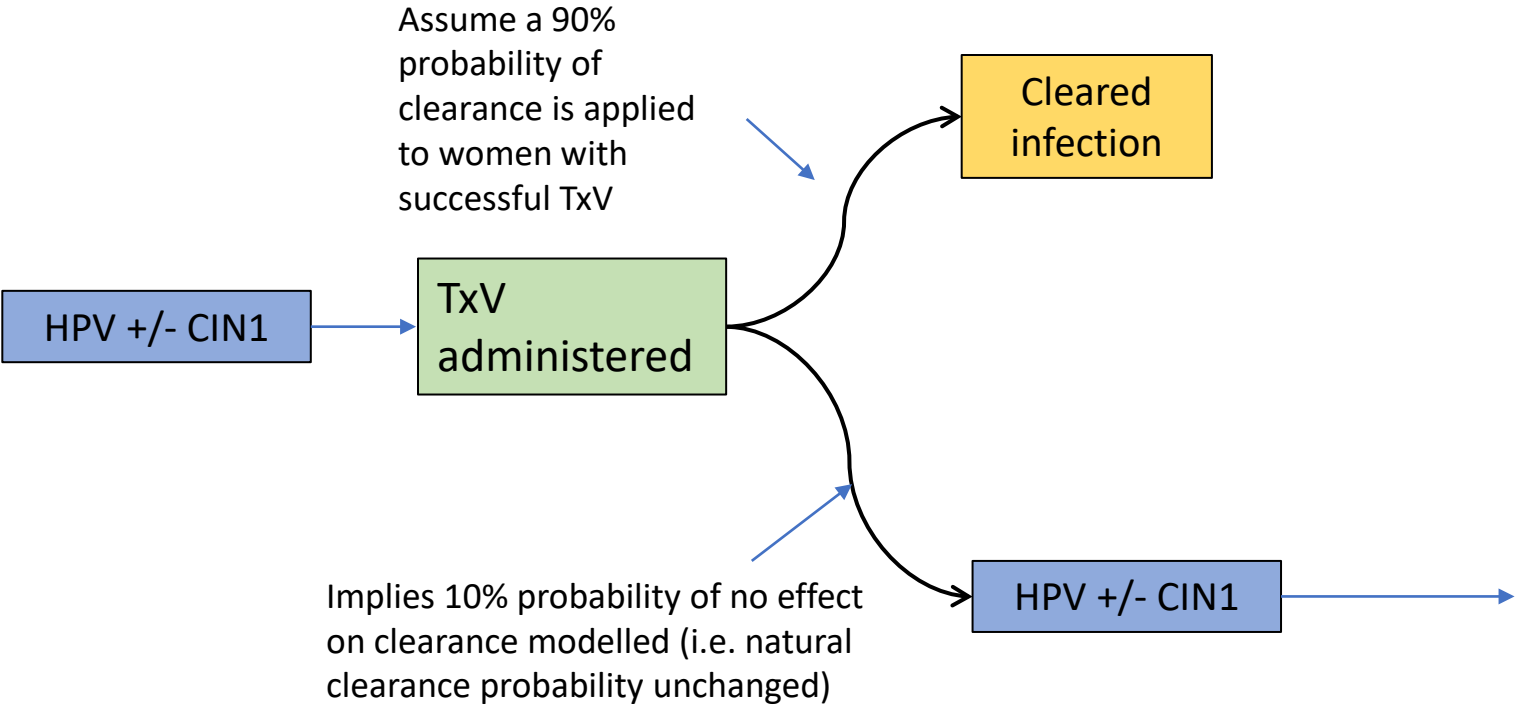 Assume a 90%
probability of
clearance is applied
to women with
successful TxV
Cleared
infection
HPV +/- CIN1
TxV
administered
Implies 10% probability of no effect
on clearance modelled (i.e. natural
clearance probability unchanged)
HPV +/- CIN1